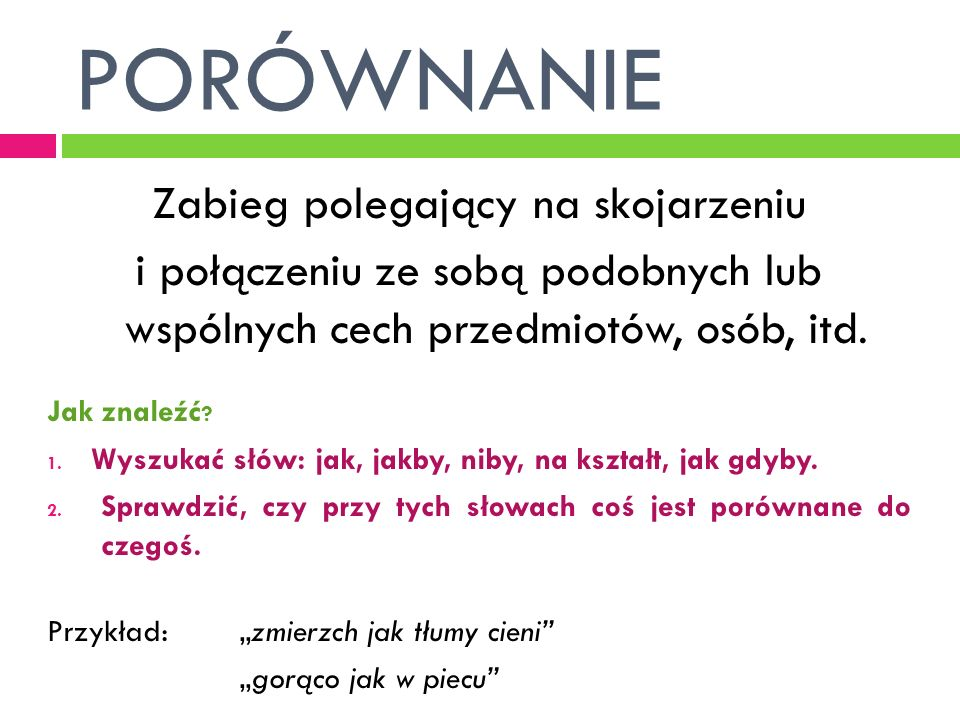 PORÓWNANIE
Zabieg polegający na skojarzeniu
i połączeniu ze sobą podobnych lub
wspólnych cech przedmiotów, osób, itd.
Jak znaleźć?
1. Wyszukać słów: jak, jakby, niby, na kształt, jak gdyby.
2. Sprawdzić, czy przy tych słowach coś jest porównane do
czegoś.
Przykład: „zmierzch jak tłumy cieni”
„gorąco jak w piecu”